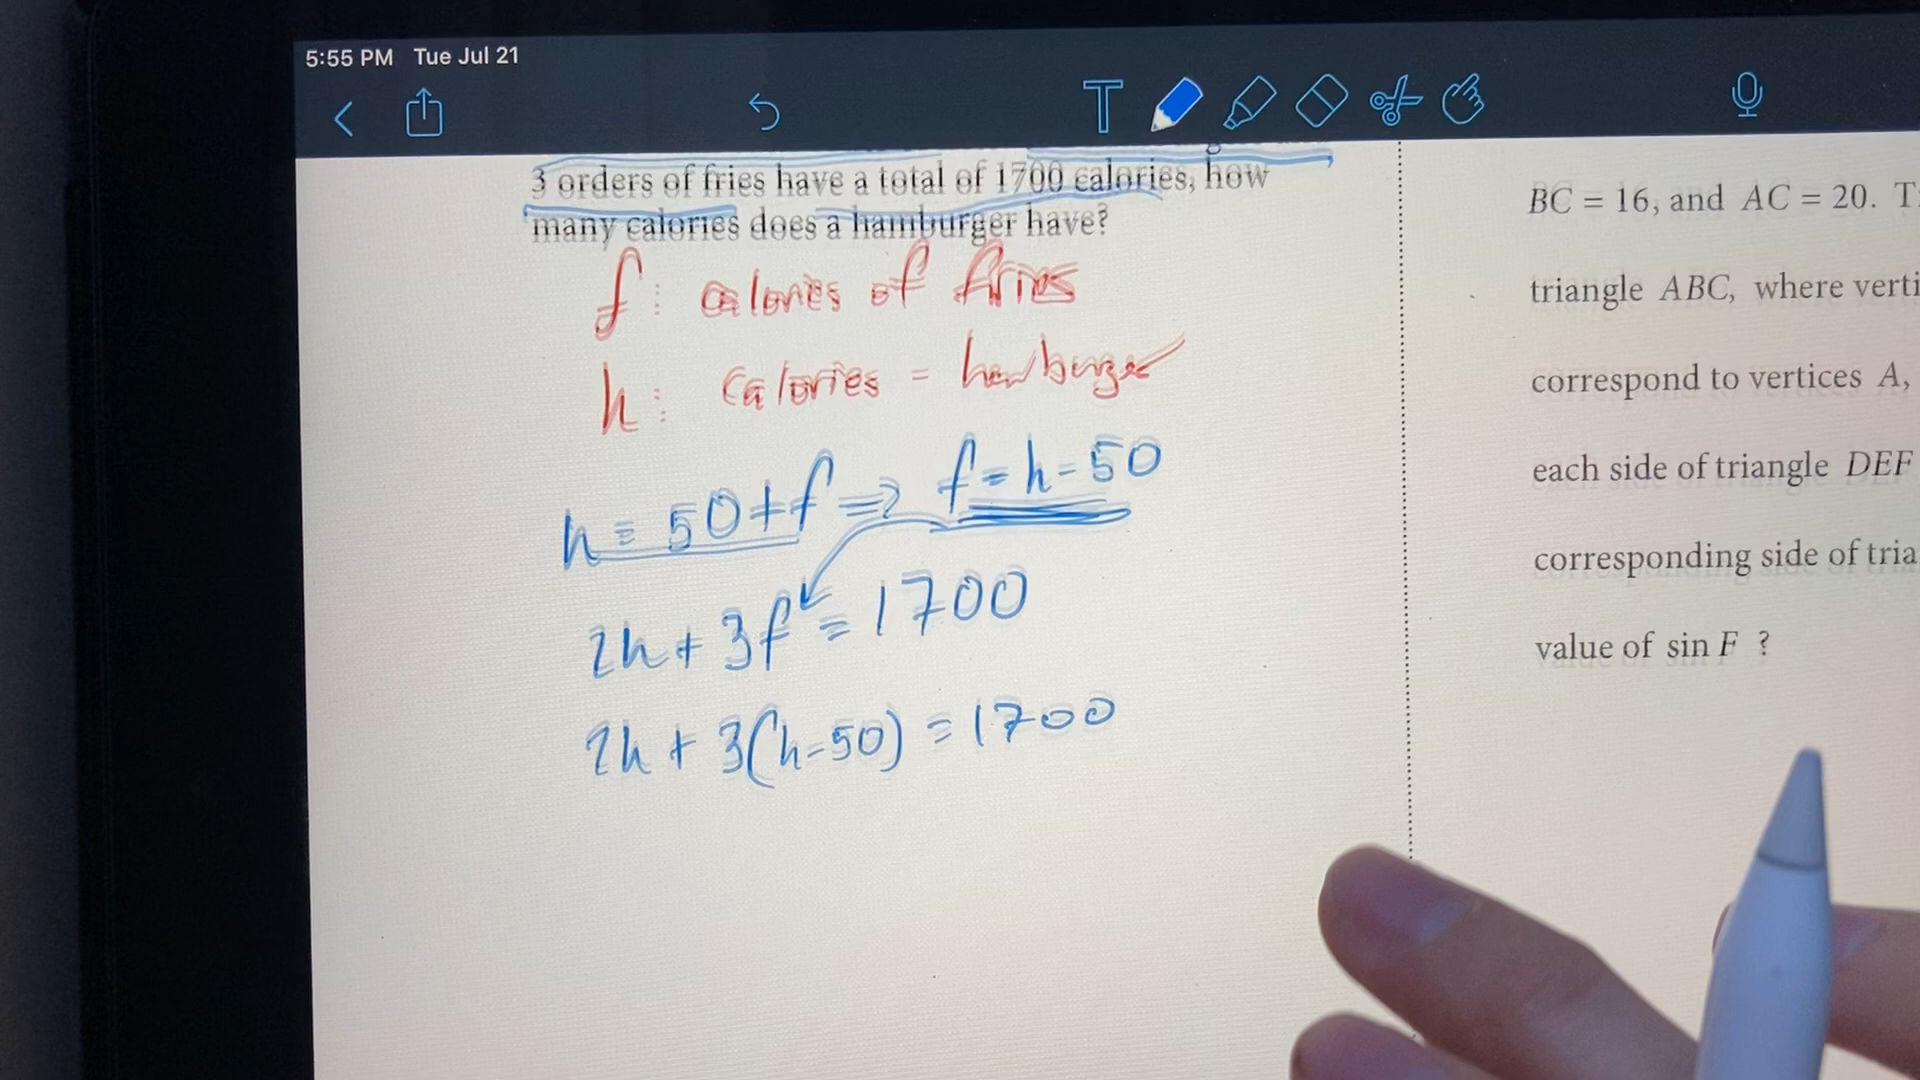 5:55 PM Tue Jul 21
T
3 orders of fries have a total of 1700 calories, how
many calories does a hamburger have?
f: calories of fries
h: calories = hamburger
h = 50+f => f=h-50
2h + 3f = 1700
2h + 3(h-50) = 1700
BC = 16, and AC = 20. T
triangle ABC, where verti
correspond to vertices A,
each side of triangle DEF
corresponding side of tria
value of sin F ?